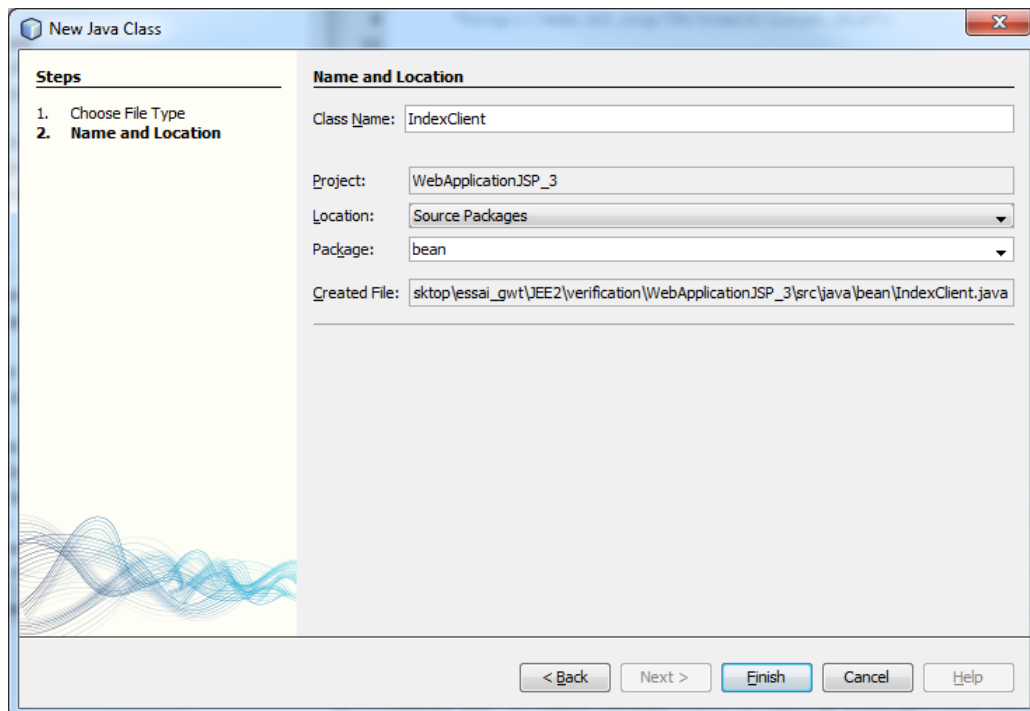 New Java Class
Steps
1. Choose File Type
2. Name and Location
Name and Location
Class Name: IndexClient
Project: WebApplicationJSP_3
Location: Source Packages
Package: bean
Created File: sktop\essai_gwt\JEE2\verification\WebApplicationJSP_3\src\java\bean\IndexClient.java
< Back Next > Finish Cancel Help